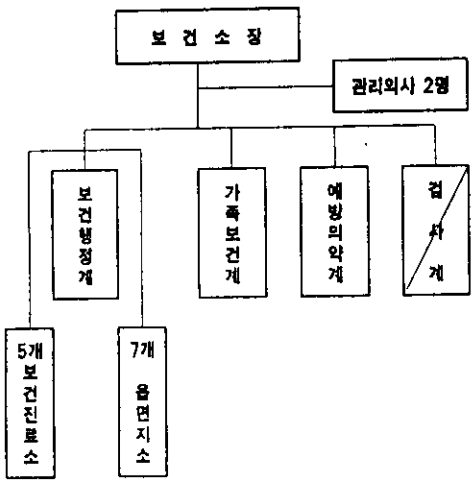 보건소장
관리의사 2명
보건행정계
가족보건계
예방의약계
검사계
5개 보건진료소
7개 읍면지소